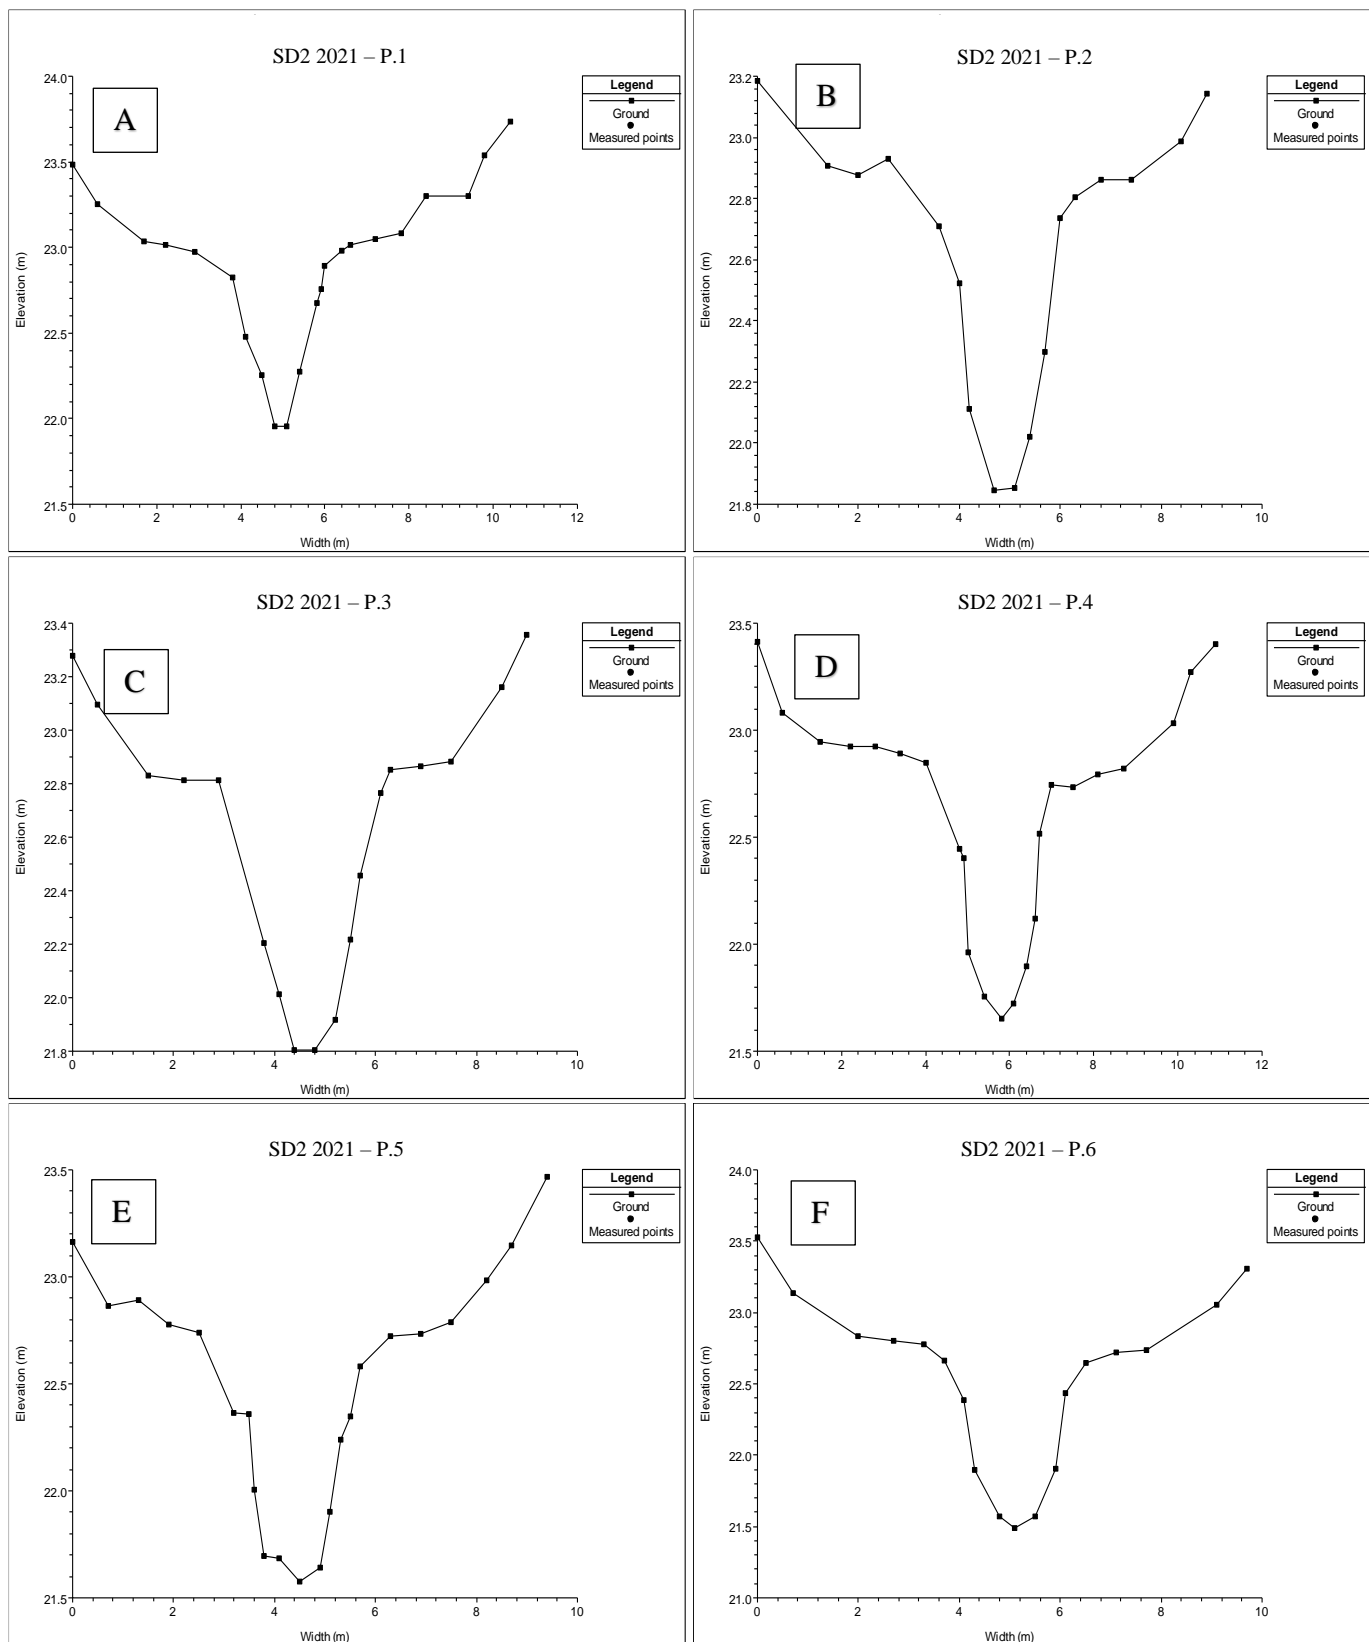 SD2 2021 – P.1
A
Legend
Ground
Measured points
Elevation (m)
24.0
23.5
23.0
22.5
22.0
21.5
0 2 4 6 8 10 12
Width (m)
SD2 2021 – P.2
B
Legend
Ground
Measured points
Elevation (m)
23.2
23.0
22.8
22.6
22.4
22.2
22.0
21.8
0 2 4 6 8 10
Width (m)
SD2 2021 – P.3
C
Legend
Ground
Measured points
Elevation (m)
23.4
23.2
23.0
22.8
22.6
22.4
22.2
22.0
21.8
0 2 4 6 8 10
Width (m)
SD2 2021 – P.4
D
Legend
Ground
Measured points
Elevation (m)
23.5
23.0
22.5
22.0
21.5
0 2 4 6 8 10 12
Width (m)
SD2 2021 – P.5
E
Legend
Ground
Measured points
Elevation (m)
23.5
23.0
22.5
22.0
21.5
0 2 4 6 8 10
Width (m)
SD2 2021 – P.6
F
Legend
Ground
Measured points
Elevation (m)
24.0
23.5
23.0
22.5
22.0
21.5
21.0
0 2 4 6 8 10
Width (m)